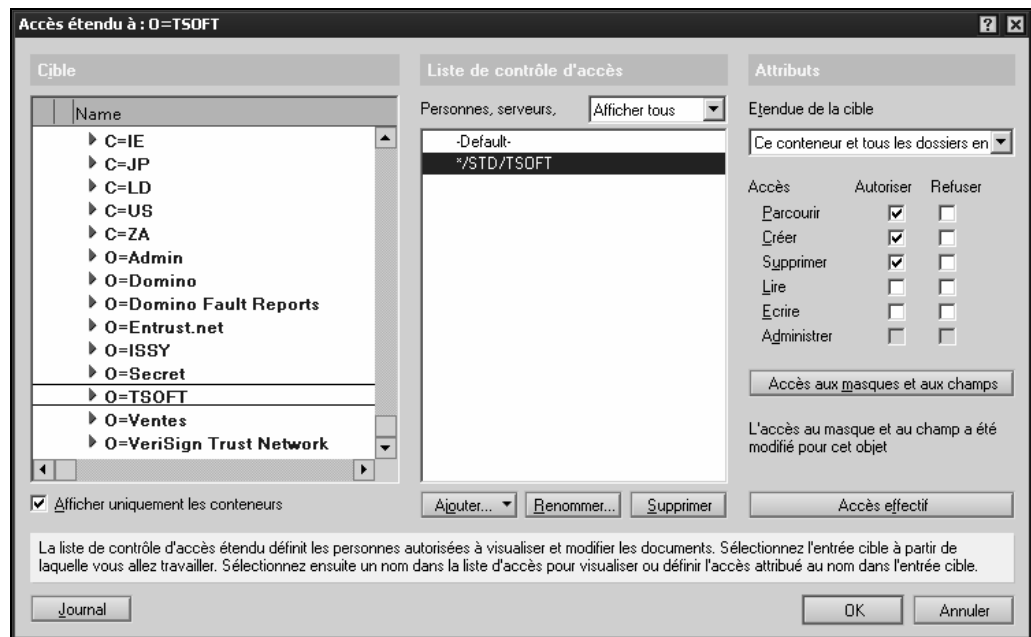 Accès étendu à : O=TSOFT
Cible
Name
C=IE
C=JP
C=LD
C=US
C=ZA
O=Admin
O=Domino
O=Domino Fault Reports
O=Entrust.net
O=ISSY
O=Secret
O=TSOFT
O=Ventes
O=VeriSign Trust Network
Afficher uniquement les conteneurs
Liste de contrôle d'accès
Personnes, serveurs, Afficher tous
-Default-
*/STD/TSOFT
Ajouter... Renommer... Supprimer
Attributs
Etendue de la cible
Ce conteneur et tous les dossiers en
Accès Autoriser Refuser
Parcourir
Créer
Supprimer
Lire
Ecrire
Administrer
Accès aux masques et aux champs
L'accès au masque et au champ a été
modifié pour cet objet
Accès effectif
La liste de contrôle d'accès étendu définit les personnes autorisées à visualiser et modifier les documents. Sélectionnez l'entrée cible à partir de
laquelle vous allez travailler. Sélectionnez ensuite un nom dans la liste d'accès pour visualiser ou définir l'accès attribué au nom dans l'entrée cible.
Journal OK Annuler